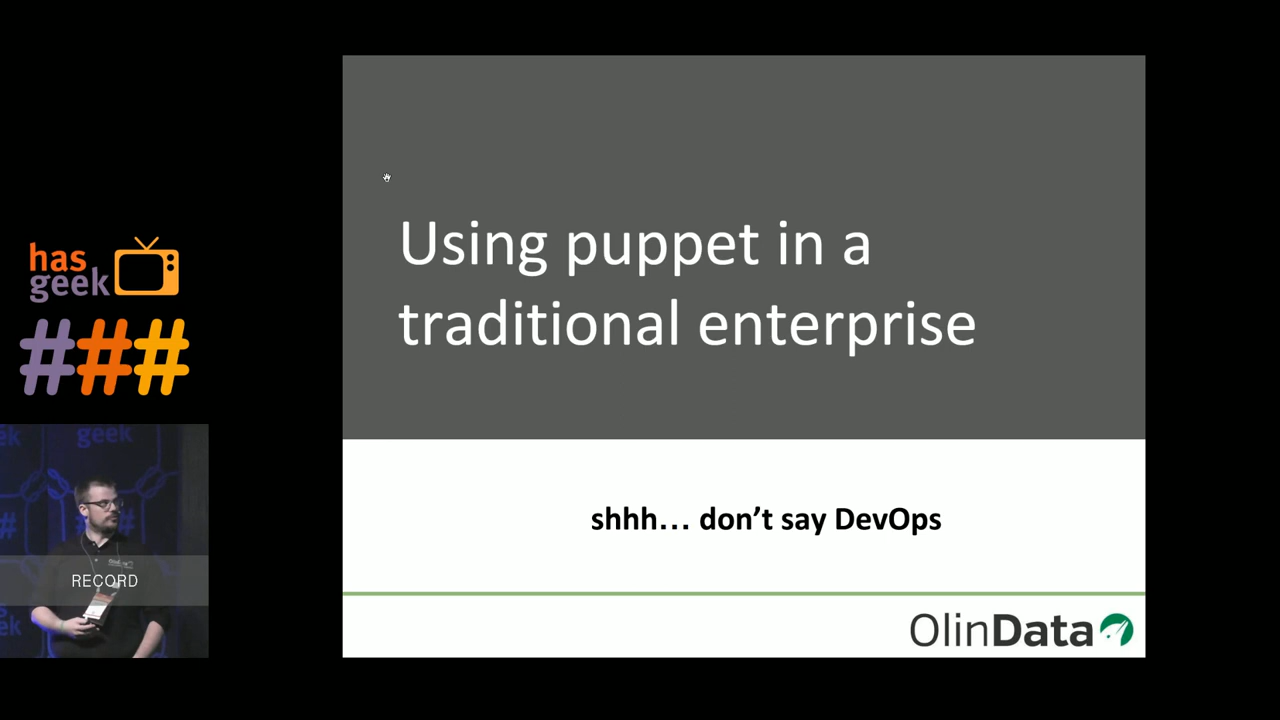 has
geek
###
Using puppet in a
traditional enterprise
shhh... don't say DevOps
OlinData
geek
RECORD